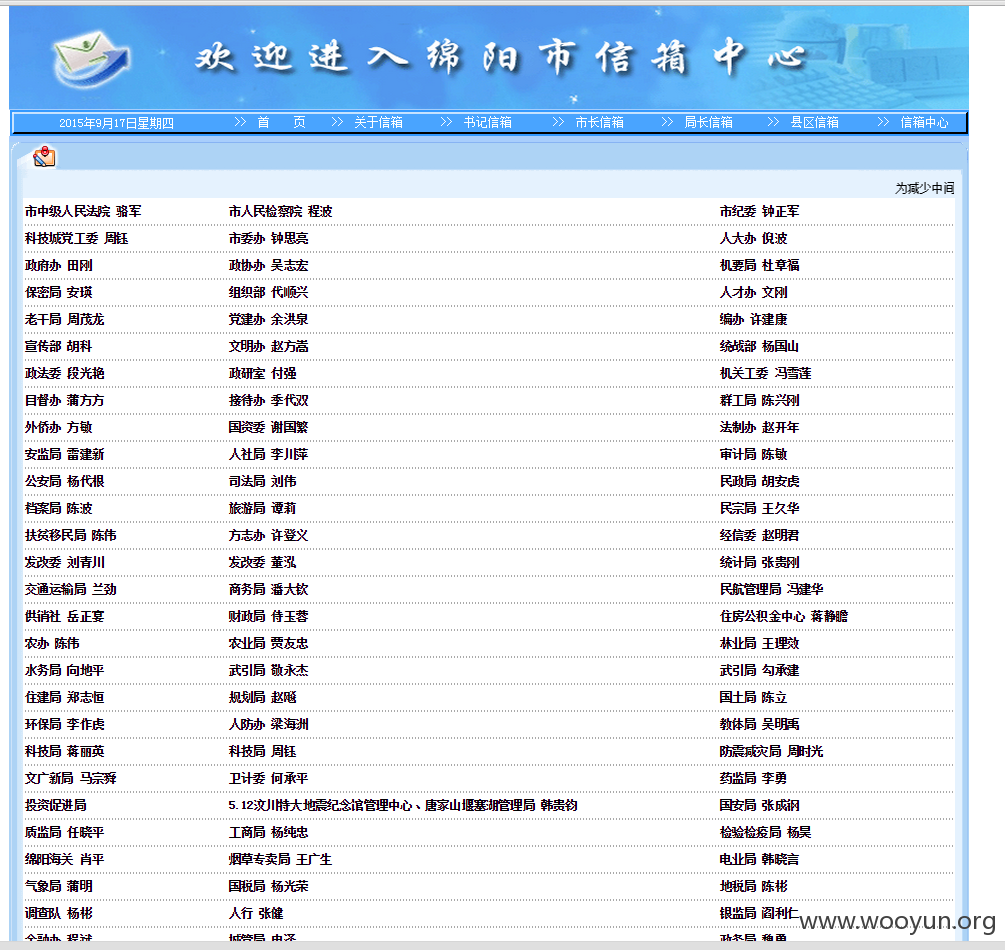 欢迎进入绵阳市信箱中心
2015年9月17日星期四 >> 首 页 >> 关于信箱 >> 书记信箱 >> 市长信箱 >> 局长信箱 >> 县区信箱 >> 信箱中心
为减少中间
市中级人民法院 骆军 市人民检察院 程波 市纪委 钟正军
科技城党工委 周钰 市委办 钟思亮 人大办 倪波
政府办 田刚 政协办 吴志宏 机要局 杜章福
保密局 安瑛 组织部 代顺兴 人才办 文刚
老干局 周茂龙 党建办 余洪泉 编办 许建康
宣传部 胡科 文明办 赵方嵩 统战部 杨国山
政法委 段光艳 政研室 付强 机关工委 冯雪莲
目督办 蒲方方 接待办 季代双 群工局 陈兴刚
外侨办 方敏 国资委 谢国繁 法制办 赵开年
安监局 雷建新 人社局 李川萍 审计局 陈敏
公安局 杨代根 司法局 刘伟 民政局 胡安虎
档案局 陈波 旅游局 谭莉 民宗局 王久华
扶贫移民局 陈伟 方志办 许登义 经信委 赵明君
发改委 刘青川 发改委 董泓 统计局 张贵刚
交通运输局 兰劲 商务局 潘大钦 民航管理局 冯建华
供销社 岳正宴 财政局 侍玉蓉 住房公积金中心 蒋静瞻
农办 陈伟 农业局 贾友忠 林业局 王理效
水务局 向地平 武引局 敬永杰 武引局 勾承建
住建局 郑志恒 规划局 赵飚 国土局 陈立
环保局 李作虎 人防办 梁海洲 教体局 吴明禹
科技局 蒋丽英 科技局 周钰 防震减灾局 周时光
文广新局 马宗舜 卫计委 何承平 药监局 李勇
投资促进局 5.12汶川特大地震纪念馆管理中心、唐家山堰塞湖管理局 韩贵钧 国安局 张成钢
质监局 任晓平 工商局 杨纯忠 检验检疫局 杨昊
绵阳海关 肖平 烟草专卖局 王广生 电业局 韩晓言
气象局 蒲明 国税局 杨光荣 地税局 陈彬
调查队 杨彬 人行 张健 银监局 阎利仁
www.wooyun.org